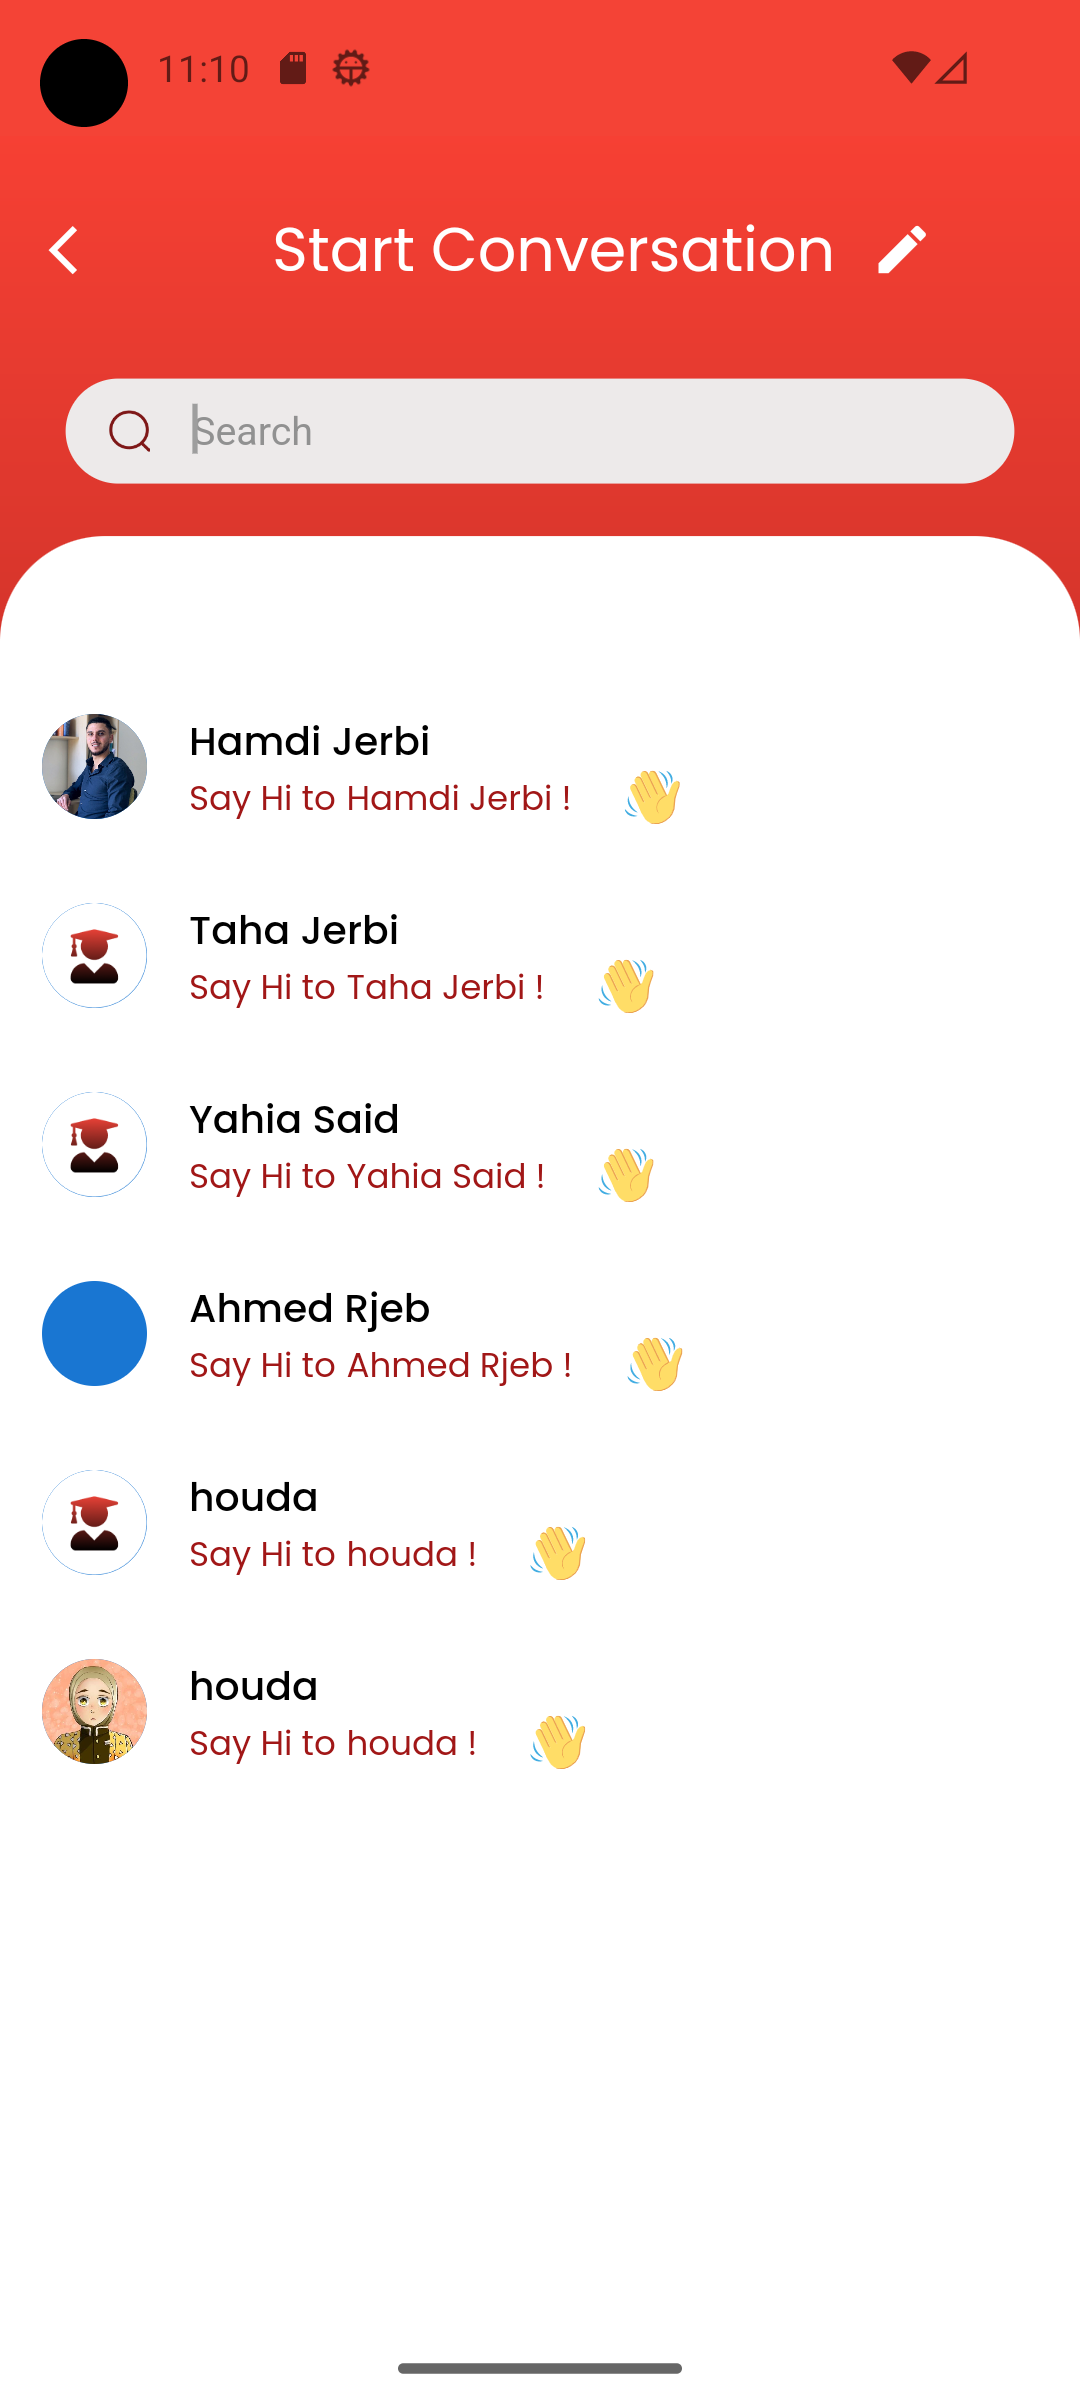 11:10
Start Conversation
Search
Hamdi Jerbi
Say Hi to Hamdi Jerbi !
Taha Jerbi
Say Hi to Taha Jerbi !
Yahia Said
Say Hi to Yahia Said !
Ahmed Rjeb
Say Hi to Ahmed Rjeb !
houda
Say Hi to houda !
houda
Say Hi to houda !